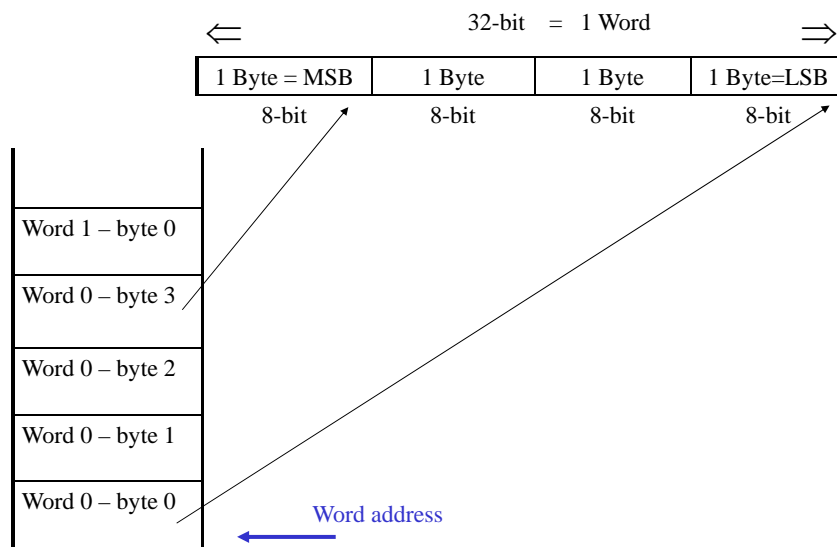 ⇐ 32-bit = 1 Word ⇒
1 Byte = MSB 1 Byte 1 Byte 1 Byte=LSB
8-bit 8-bit 8-bit 8-bit
Word 1 – byte 0
Word 0 – byte 3
Word 0 – byte 2
Word 0 – byte 1
Word 0 – byte 0
Word address